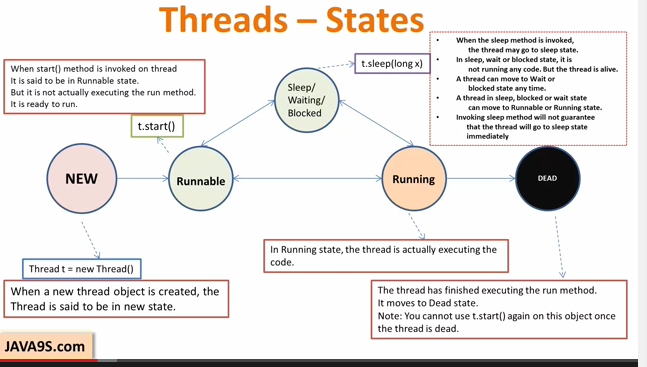 Threads – States
When start() method is invoked on thread
It is said to be in Runnable state.
But it is not actually executing the run method.
It is ready to run.
t.start()
Sleep/
Waiting/
Blocked
t.sleep(long x)
• When the sleep method is invoked,
the thread may go to sleep state.
• In sleep, wait or blocked state, it is
not running any code. But the thread is alive.
• A thread can move to Wait or
blocked state any time.
• A thread in sleep, blocked or wait state
can move to Runnable or Running state.
• Invoking sleep method will not guarantee
that the thread will go to sleep state
immediately
NEW
Runnable
Running
DEAD
Thread t = new Thread()
When a new thread object is created, the
Thread is said to be in new state.
In Running state, the thread is actually executing the
code.
The thread has finished executing the run method.
It moves to Dead state.
Note: You cannot use t.start() again on this object once
the thread is dead.
JAVA9S.com